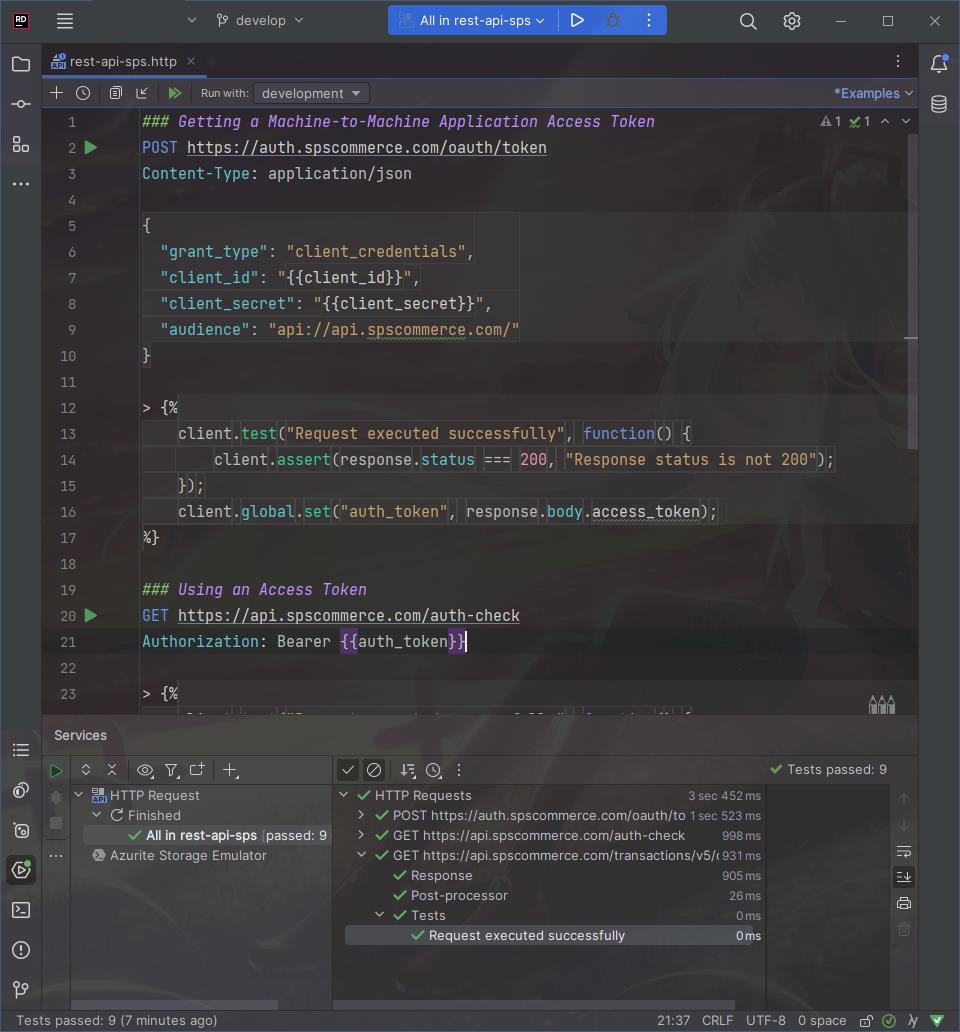 RD
develop
API All in rest-api-sps
API rest-api-sps.http
Run with: development *Examples
1 ### Getting a Machine-to-Machine Application Access Token 1 1
2 POST https://auth.spscommerce.com/oauth/token
3 Content-Type: application/json
4
5 {
6 "grant_type": "client_credentials",
7 "client_id": "{{client_id}}",
8 "client_secret": "{{client_secret}}",
9 "audience": "api://api.spscommerce.com/"
10 }
11
12 > {%
13 client.test("Request executed successfully", function() {
14 client.assert(response.status === 200, "Response status is not 200");
15 });
16 client.global.set("auth_token", response.body.access_token);
17 %}
18
19 ### Using an Access Token
20 GET https://api.spscommerce.com/auth-check
21 Authorization: Bearer {{auth_token}}
22
23 > {%
Services
Tests passed: 9
API HTTP Request
Finished
All in rest-api-sps [passed: 9
Azurite Storage Emulator
HTTP Requests 3 sec 452 ms
POST https://auth.spscommerce.com/oauth/to 1 sec 523 ms
GET https://api.spscommerce.com/auth-check 998 ms
GET https://api.spscommerce.com/transactions/v5/ 931 ms
Response 905 ms
Post-processor 26 ms
Tests 0 ms
Request executed successfully 0 ms
Tests passed: 9 (7 minutes ago) 21:37 CRLF UTF-8 0 space